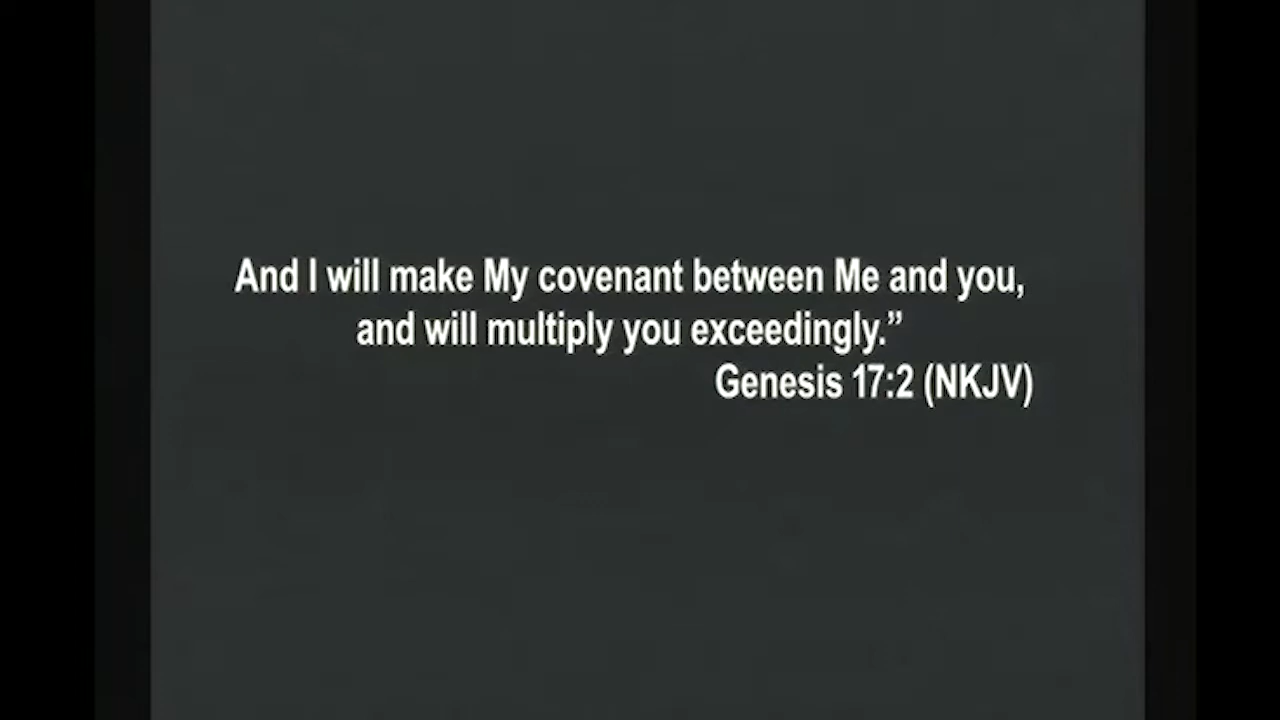 And I will make My covenant between Me and you,
and will multiply you exceedingly.”
Genesis 17:2 (NKJV)